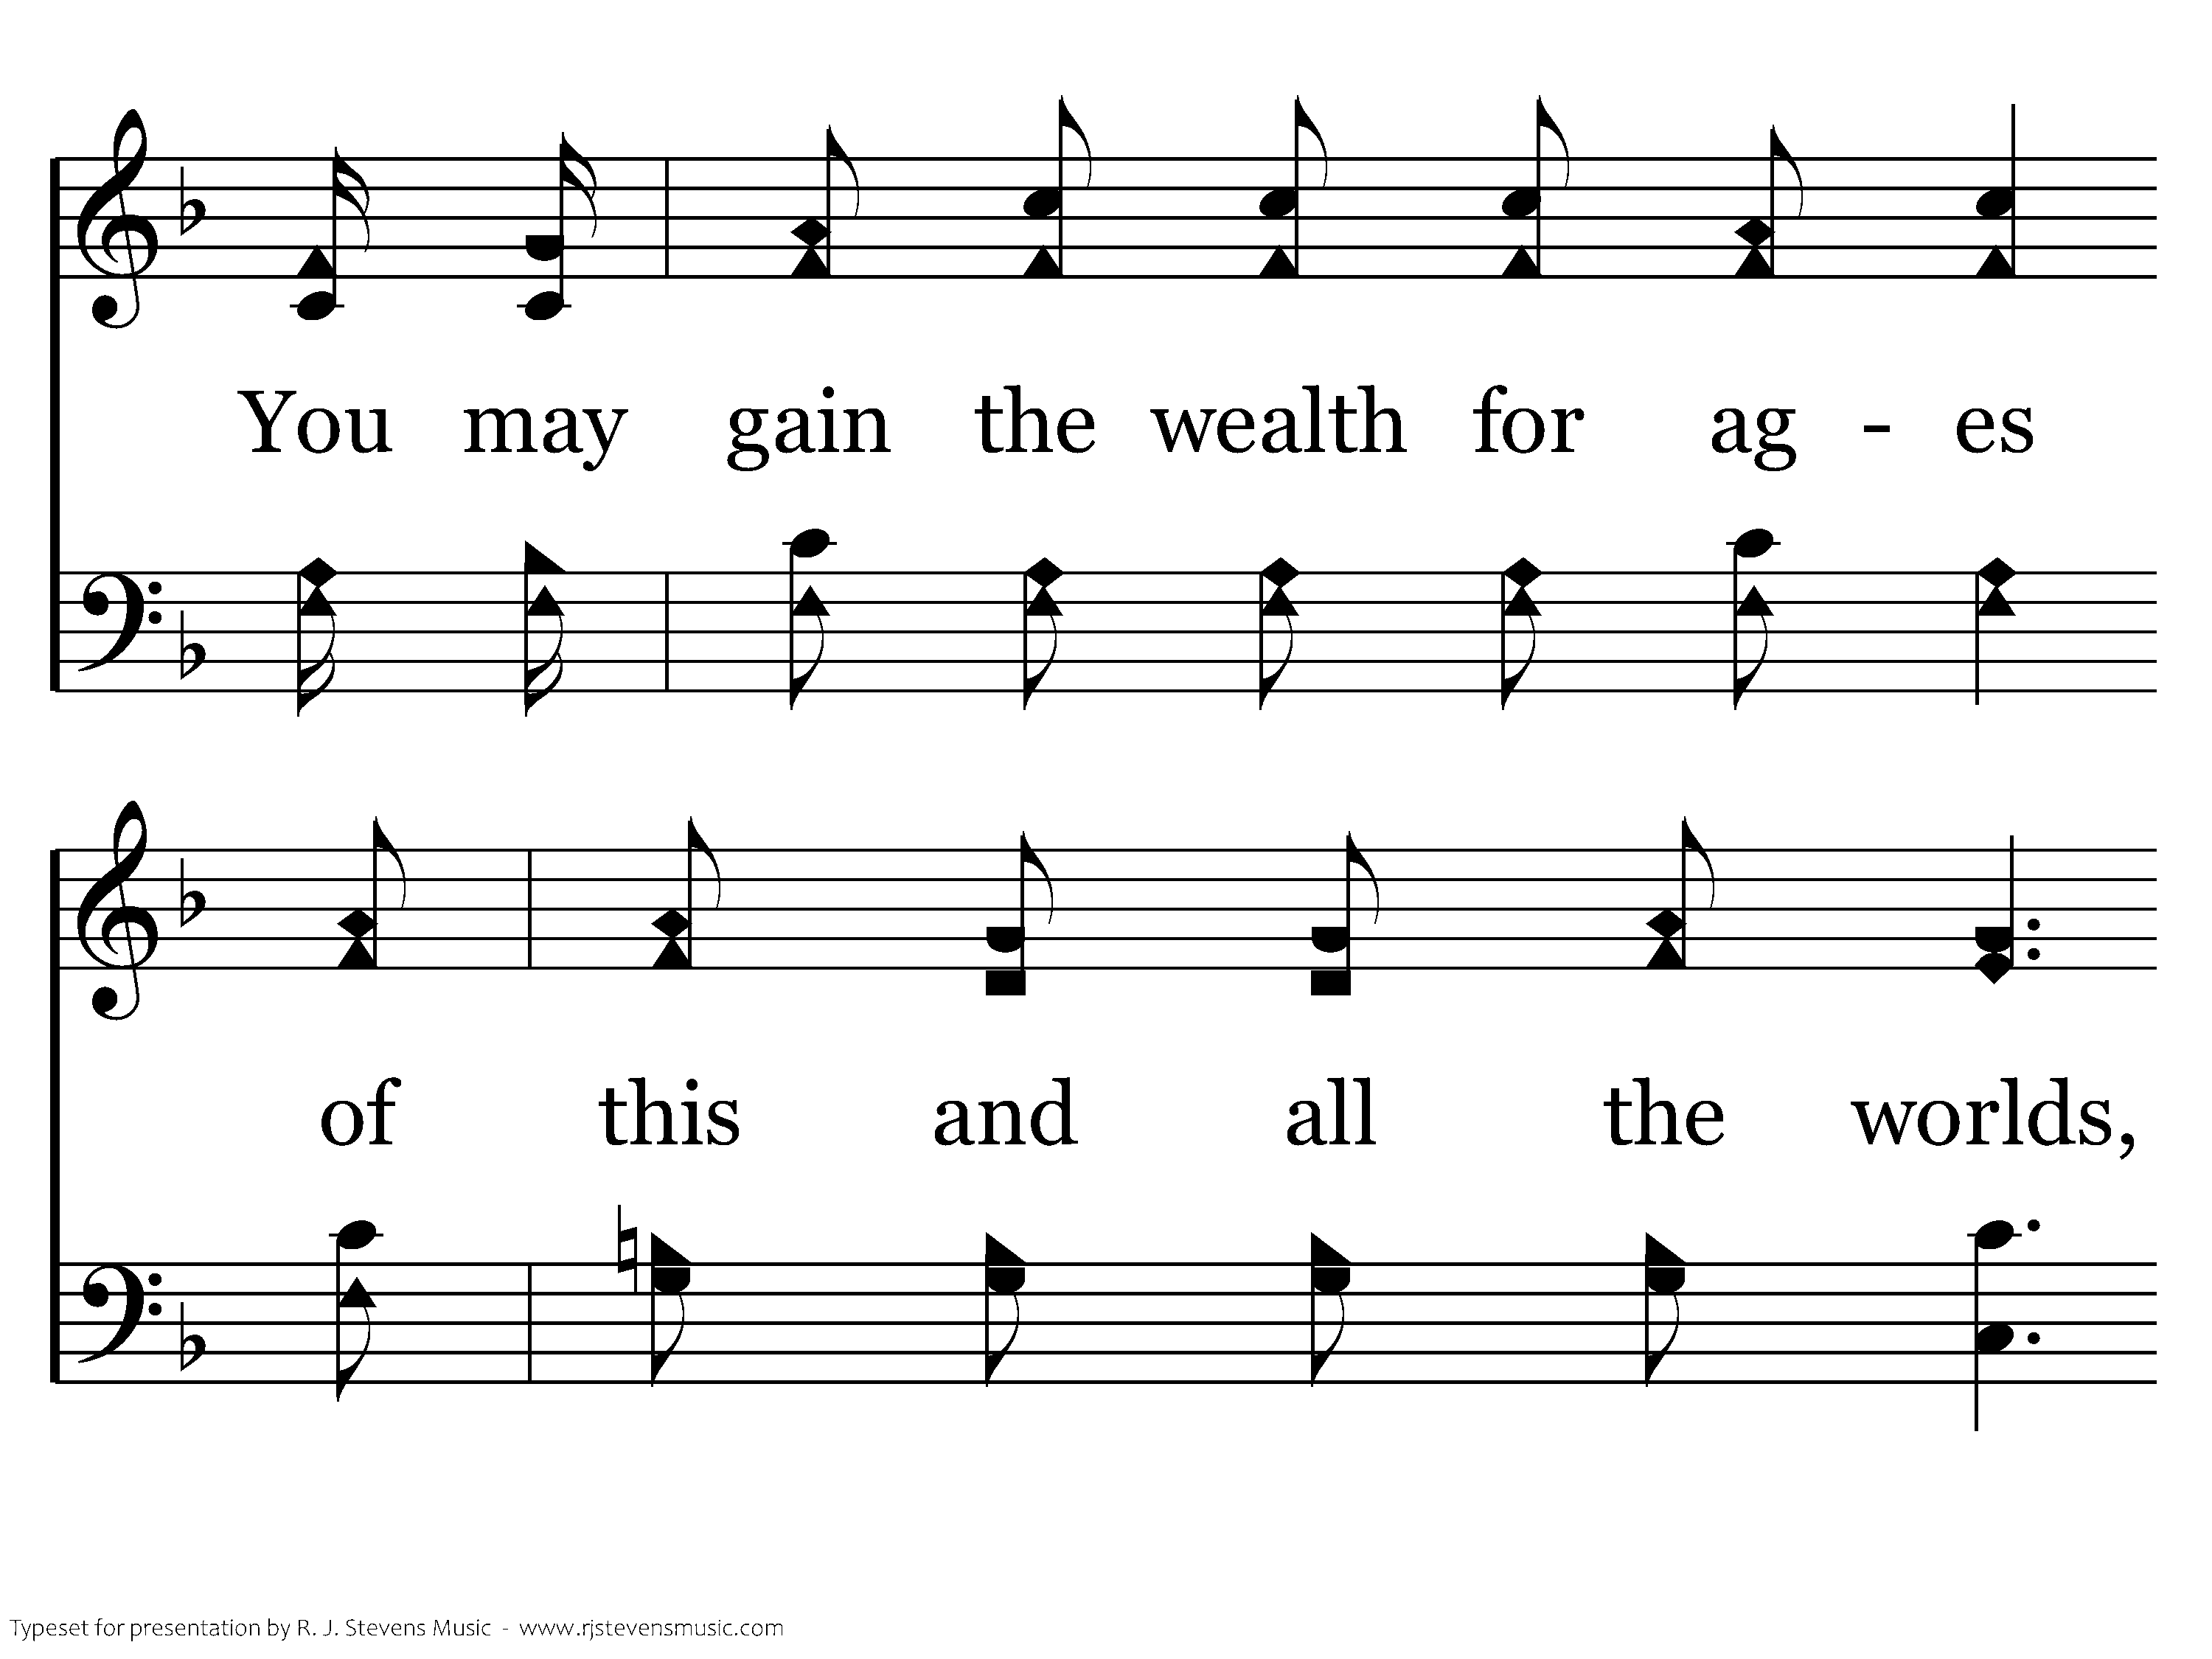 You may gain the wealth for ag - es
of this and all the worlds,
Typeset for presentation by R. J. Stevens Music - www.rjstevensmusic.com